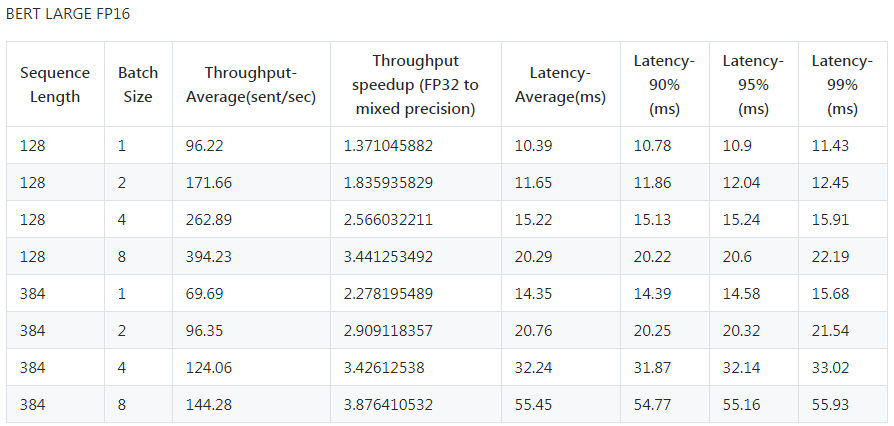 BERT LARGE FP16
Sequence Length Batch Size Throughput-Average(sent/sec) Throughput speedup (FP32 to mixed precision) Latency-Average(ms) Latency-90% (ms) Latency-95% (ms) Latency-99% (ms)
128 1 96.22 1.371045882 10.39 10.78 10.9 11.43
128 2 171.66 1.835935829 11.65 11.86 12.04 12.45
128 4 262.89 2.566032211 15.22 15.13 15.24 15.91
128 8 394.23 3.441253492 20.29 20.22 20.6 22.19
384 1 69.69 2.278195489 14.35 14.39 14.58 15.68
384 2 96.35 2.909118357 20.76 20.25 20.32 21.54
384 4 124.06 3.42612538 32.24 31.87 32.14 33.02
384 8 144.28 3.876410532 55.45 54.77 55.16 55.93